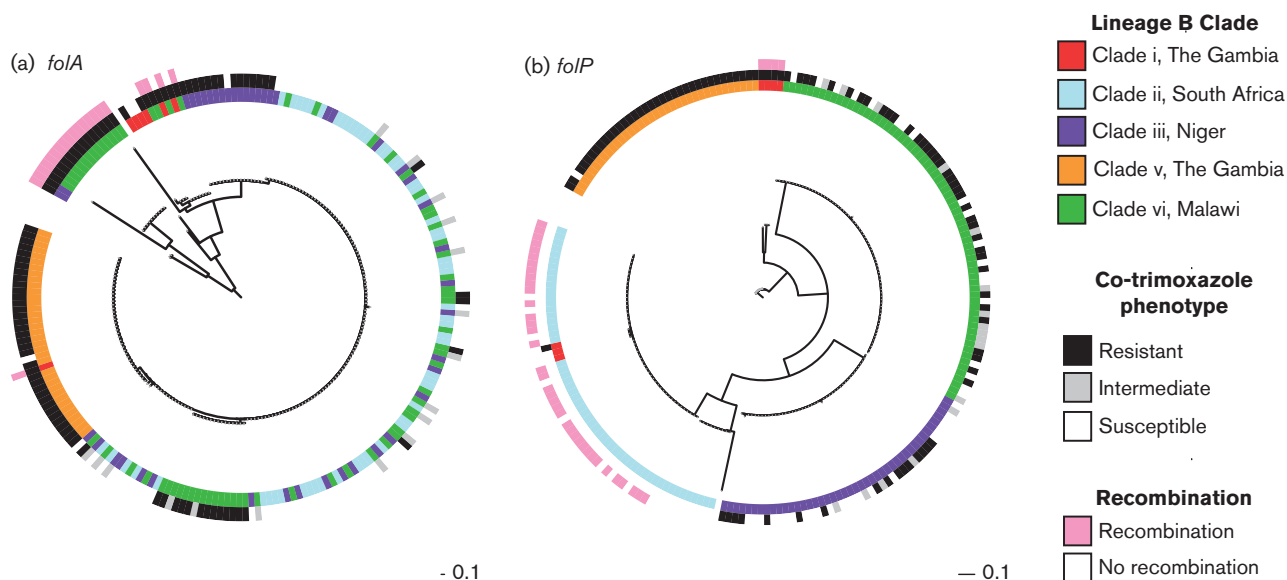 (a) folA
(b) folP
- 0.1
— 0.1
Lineage B Clade
Clade i, The Gambia
Clade ii, South Africa
Clade iii, Niger
Clade v, The Gambia
Clade vi, Malawi
Co-trimoxazole
phenotype
Resistant
Intermediate
Susceptible
Recombination
Recombination
No recombination